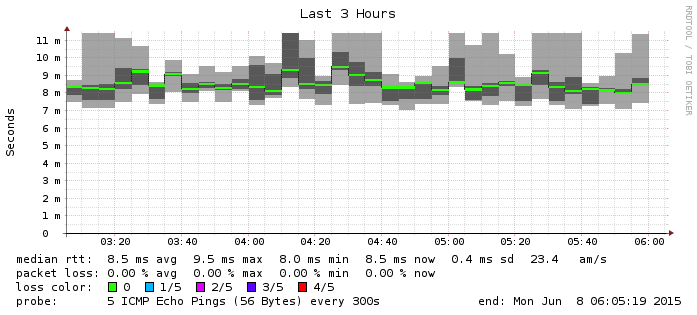 Last 3 Hours
RRDTOOL / TOBI OETIKER
Seconds
11 m
10 m
9 m
8 m
7 m
6 m
5 m
4 m
3 m
2 m
1 m
0
03:20 03:40 04:00 04:20 04:40 05:00 05:20 05:40 06:00
median rtt: 8.5 ms avg 9.5 ms max 8.0 ms min 8.5 ms now 0.4 ms sd 23.4 am/s
packet loss: 0.00 % avg 0.00 % max 0.00 % min 0.00 % now
loss color: 0 1/5 2/5 3/5 4/5
probe: 5 ICMP Echo Pings (56 Bytes) every 300s end: Mon Jun 8 06:05:19 2015